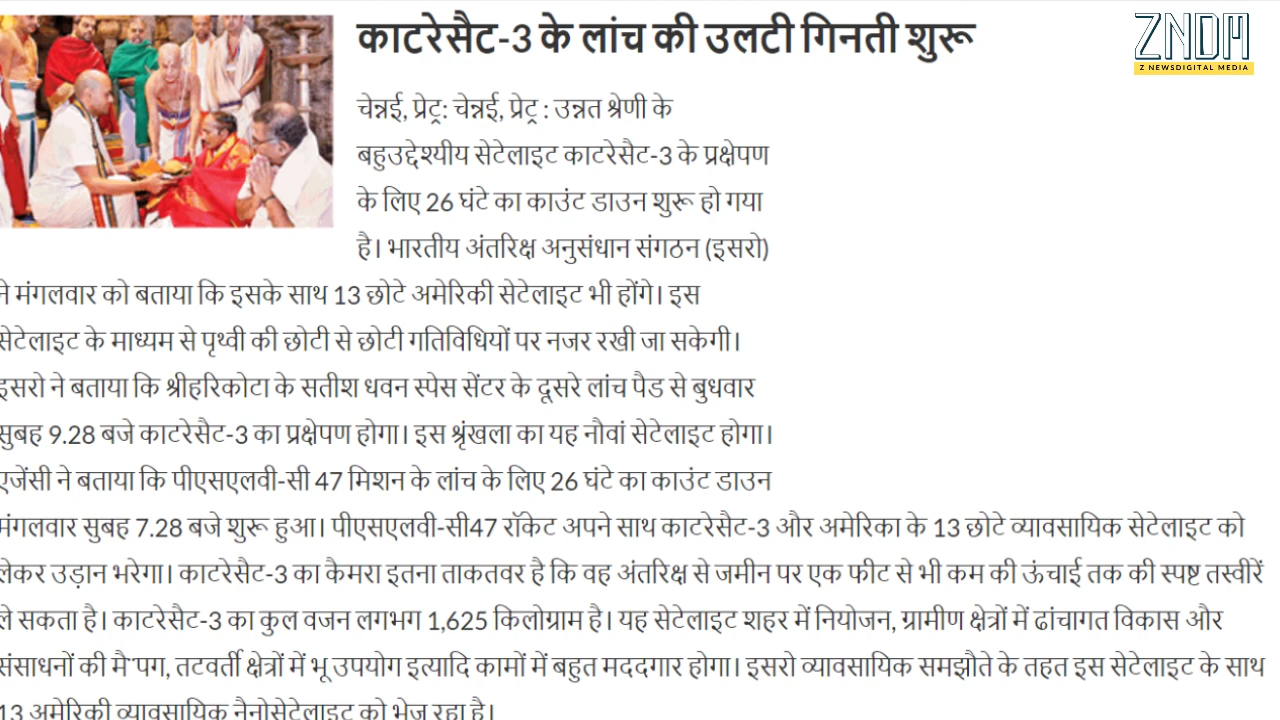 काटरेसैट-3 के लांच की उलटी गिनती शुरू
ZNDM
Z NEWSDIGITAL MEDIA
चेन्नई, प्रेट्र: चेन्नई, प्रेट्र : उन्नत श्रेणी के
बहुउद्देश्यीय सेटेलाइट काटरेसैट-3 के प्रक्षेपण
के लिए 26 घंटे का काउंट डाउन शुरू हो गया
है। भारतीय अंतरिक्ष अनुसंधान संगठन (इसरो)
ने मंगलवार को बताया कि इसके साथ 13 छोटे अमेरिकी सेटेलाइट भी होंगे। इस
सेटेलाइट के माध्यम से पृथ्वी की छोटी से छोटी गतिविधियों पर नजर रखी जा सकेगी।
इसरो ने बताया कि श्रीहरिकोटा के सतीश धवन स्पेस सेंटर के दूसरे लांच पैड से बुधवार
सुबह 9.28 बजे काटरेसैट-3 का प्रक्षेपण होगा। इस श्रृंखला का यह नौवां सेटेलाइट होगा।
एजेंसी ने बताया कि पीएसएलवी-सी 47 मिशन के लांच के लिए 26 घंटे का काउंट डाउन
मंगलवार सुबह 7.28 बजे शुरू हुआ। पीएसएलवी-सी47 रॉकेट अपने साथ काटरेसैट-3 और अमेरिका के 13 छोटे व्यावसायिक सेटेलाइट को
लेकर उड़ान भरेगा। काटरेसैट-3 का कैमरा इतना ताकतवर है कि वह अंतरिक्ष से जमीन पर एक फीट से भी कम की ऊंचाई तक की स्पष्ट तस्वीरें
ले सकता है। काटरेसैट-3 का कुल वजन लगभग 1,625 किलोग्राम है। यह सेटेलाइट शहर में नियोजन, ग्रामीण क्षेत्रों में ढांचागत विकास और
संसाधनों की मै¨पग, तटवर्ती क्षेत्रों में भू उपयोग इत्यादि कामों में बहुत मददगार होगा। इसरो व्यावसायिक समझौते के तहत इस सेटेलाइट के साथ
13 अमेरिकी व्यावसायिक नैनोसेटेलाइट को भेज रहा है।